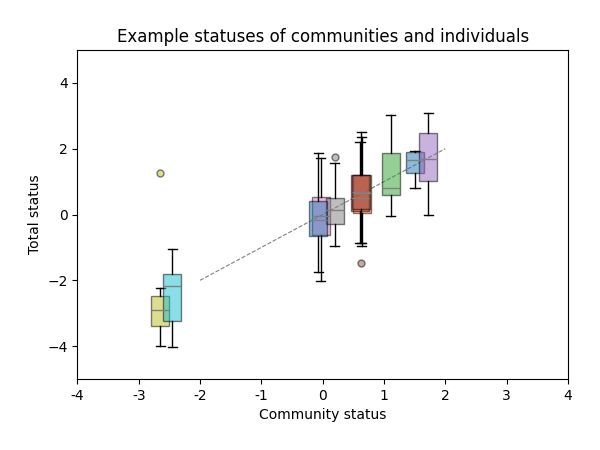 Example statuses of communities and individuals
4
2
0
−2
−4
Total status
-4 -3 -2 -1 0 1 2 3 4
Community status